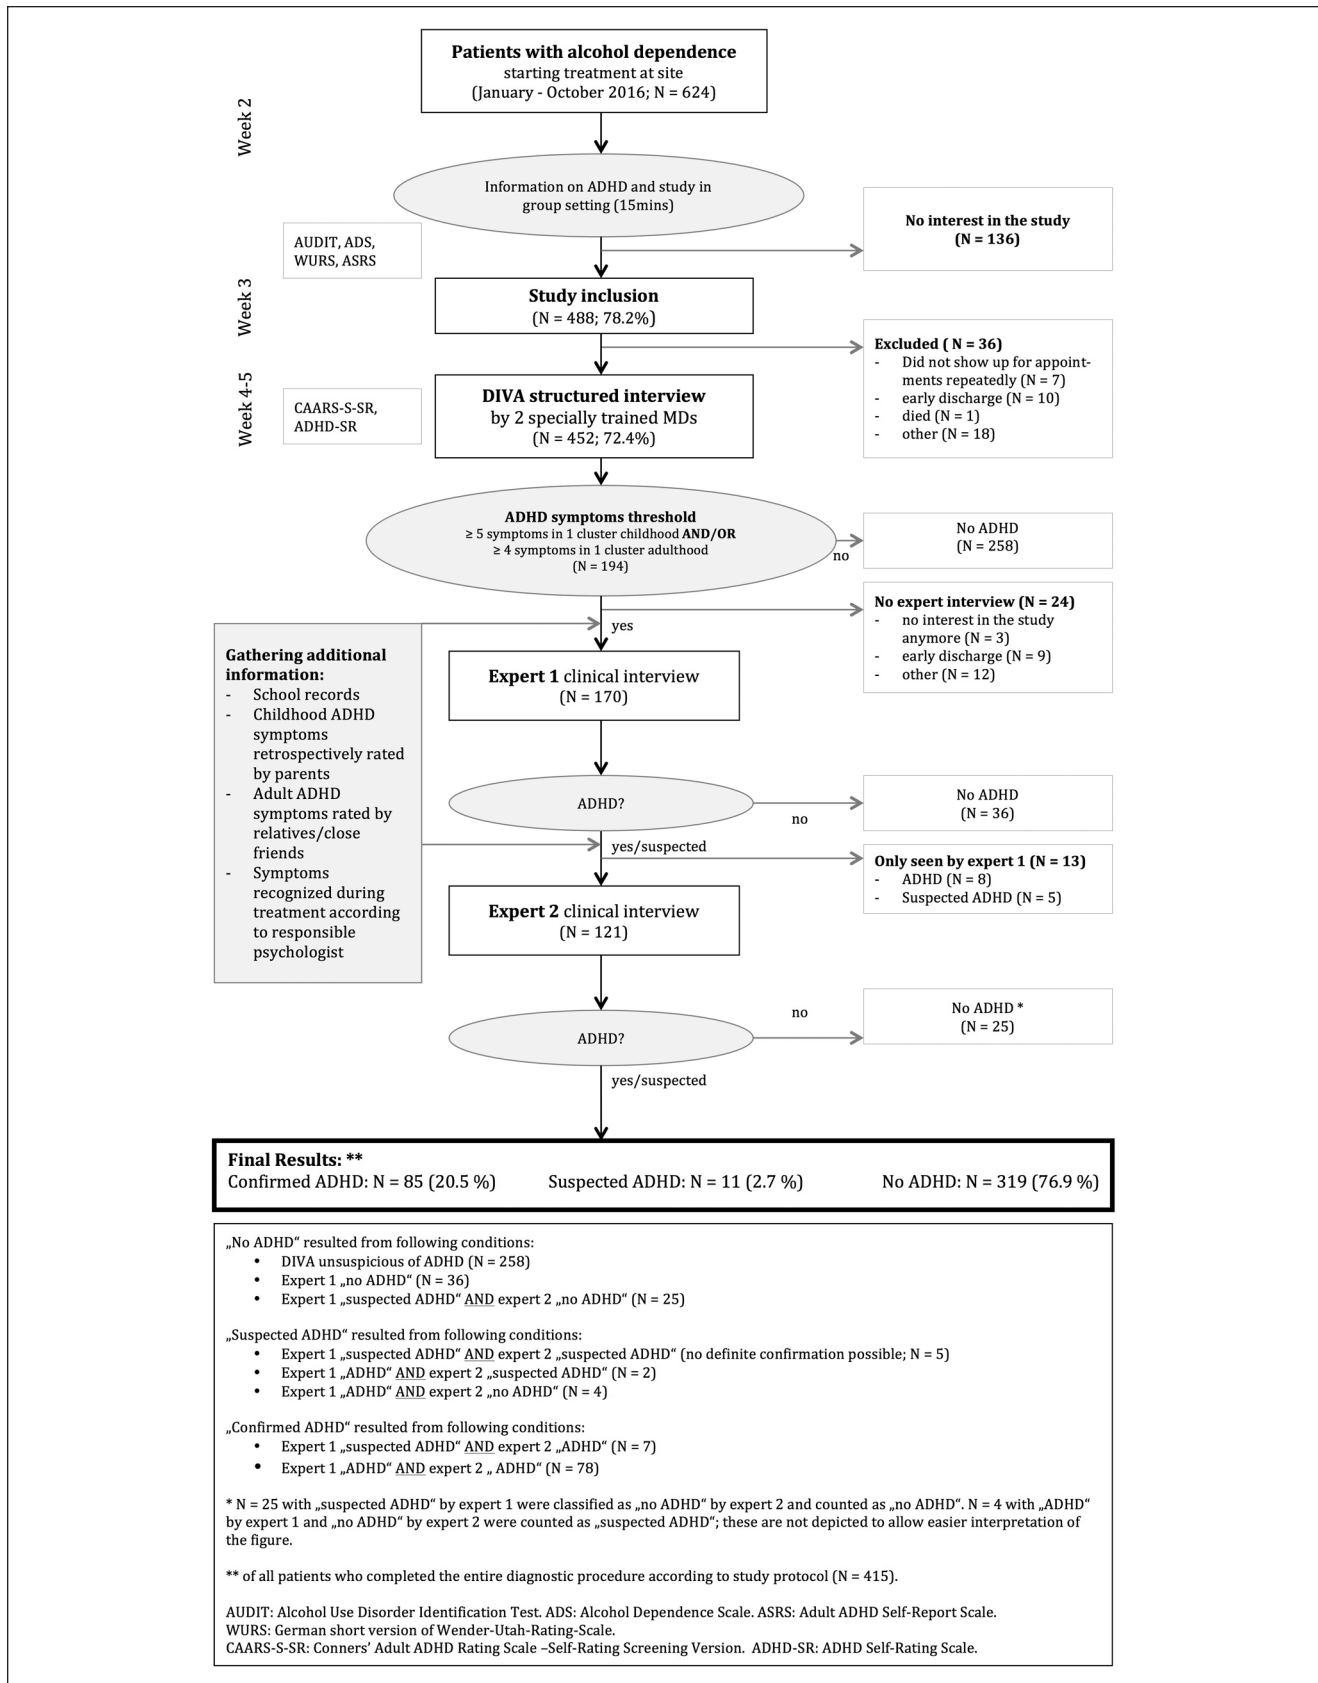 Patients with alcohol dependence
starting treatment at site
(January - October 2016; N = 624)
Week 2
Information on ADHD and study in
group setting (15mins)
No interest in the study
(N = 136)
AUDIT, ADS,
WURS, ASRS
Week 3
Study inclusion
(N = 488; 78.2%)
Excluded ( N = 36)
- Did not show up for appoint-
ments repeatedly (N = 7)
- early discharge (N = 10)
- died (N = 1)
- other (N = 18)
Week 4-5
CAARS-S-SR,
ADHD-SR
DIVA structured interview
by 2 specially trained MDs
(N = 452; 72.4%)
ADHD symptoms threshold
≥ 5 symptoms in 1 cluster childhood AND/OR
≥ 4 symptoms in 1 cluster adulthood
(N = 194)
no
No ADHD
(N = 258)
No expert interview (N = 24)
- no interest in the study
anymore (N = 3)
- early discharge (N = 9)
- other (N = 12)
yes
Gathering additional
information:
- School records
- Childhood ADHD
symptoms
retrospectively rated
by parents
- Adult ADHD
symptoms rated by
relatives/close
friends
- Symptoms
recognized during
treatment according
to responsible
psychologist
Expert 1 clinical interview
(N = 170)
ADHD?
no
No ADHD
(N = 36)
yes/suspected
Only seen by expert 1 (N = 13)
- ADHD (N = 8)
- Suspected ADHD (N = 5)
Expert 2 clinical interview
(N = 121)
ADHD?
no
No ADHD *
(N = 25)
yes/suspected
Final Results: **
Confirmed ADHD: N = 85 (20.5 %) Suspected ADHD: N = 11 (2.7 %) No ADHD: N = 319 (76.9 %)
„No ADHD“ resulted from following conditions:
• DIVA unsuspicious of ADHD (N = 258)
• Expert 1 „no ADHD“ (N = 36)
• Expert 1 „suspected ADHD“ AND expert 2 „no ADHD“ (N = 25)
„Suspected ADHD“ resulted from following conditions:
• Expert 1 „suspected ADHD“ AND expert 2 „suspected ADHD“ (no definite confirmation possible; N = 5)
• Expert 1 „ADHD“ AND expert 2 „suspected ADHD“ (N = 2)
• Expert 1 „ADHD“ AND expert 2 „no ADHD“ (N = 4)
„Confirmed ADHD“ resulted from following conditions:
• Expert 1 „suspected ADHD“ AND expert 2 „ADHD“ (N = 7)
• Expert 1 „ADHD“ AND expert 2 „ ADHD“ (N = 78)
* N = 25 with „suspected ADHD“ by expert 1 were classified as „no ADHD“ by expert 2 and counted as „no ADHD“. N = 4 with „ADHD“
by expert 1 and „no ADHD“ by expert 2 were counted as „suspected ADHD“; these are not depicted to allow easier interpretation of
the figure.
** of all patients who completed the entire diagnostic procedure according to study protocol (N = 415).
AUDIT: Alcohol Use Disorder Identification Test. ADS: Alcohol Dependence Scale. ASRS: Adult ADHD Self-Report Scale.
WURS: German short version of Wender-Utah-Rating-Scale.
CAARS-S-SR: Conners’ Adult ADHD Rating Scale –Self-Rating Screening Version. ADHD-SR: ADHD Self-Rating Scale.